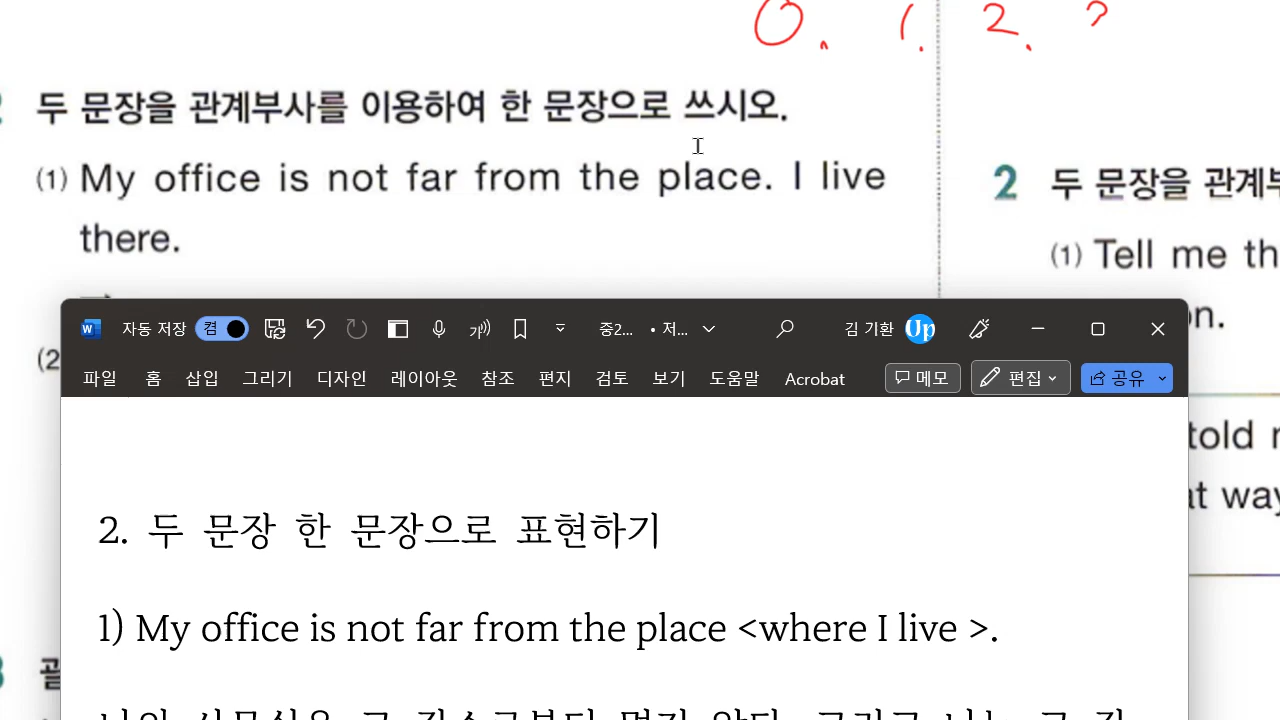 0. 1. 2. ?
두 문장을 관계부사를 이용하여 한 문장으로 쓰시오.
(1) My office is not far from the place. I live
there.
(2
2 두 문장을 관계부
(1) Tell me th
on.
told
at way
자동 저장 켬 중2... • 저... 김 기환 Up
파일 홈 삽입 그리기 디자인 레이아웃 참조 편지 검토 보기 도움말 Acrobat 메모 편집 공유
2. 두 문장 한 문장으로 표현하기
1) My office is not far from the place <where I live >.